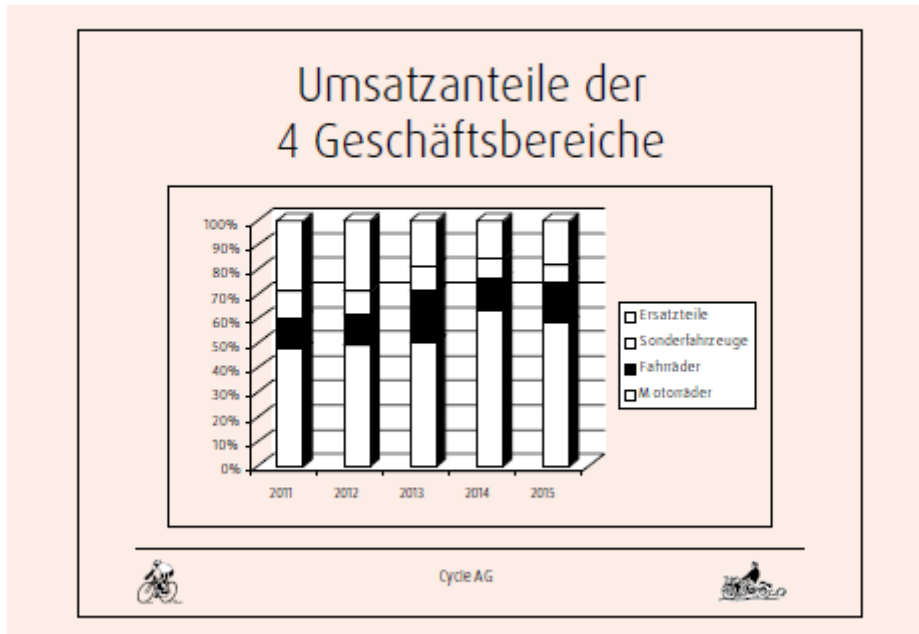 Umsatzanteile der
4 Geschäftsbereiche
100%
90%
80%
70%
60%
50%
40%
30%
20%
10%
0%
2011 2012 2013 2014 2015
Ersatzteile
Sonderfahrzeuge
Fahrräder
Motorräder
Cycle AG